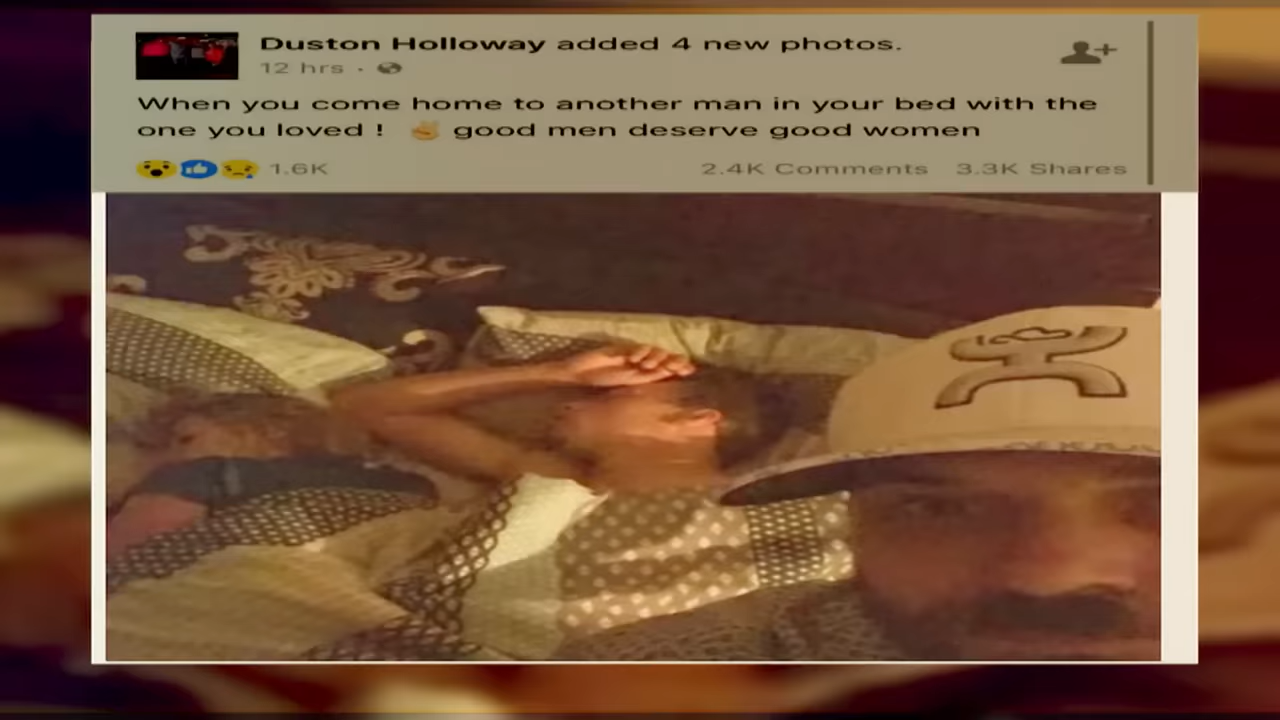 Duston Holloway added 4 new photos.
12 hrs ·
When you come home to another man in your bed with the
one you loved ! ✌ good men deserve good women
1.6K
2.4K Comments 3.3K Shares